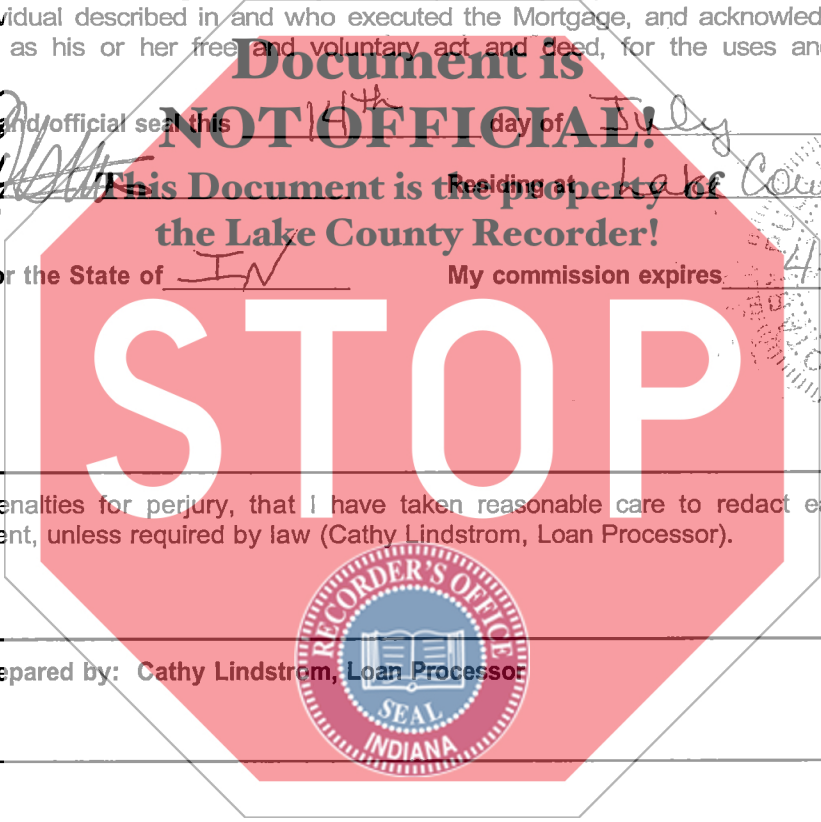 vidual described in and who executed the Mortgage, and acknowled
as his or her free and voluntary act and deed, for the uses an
Document is
and official seal this 14th day of July
NOT OFFICIAL!
Residing at Lake Cou
This Document is the property of
the Lake County Recorder!
r the State of IN My commission expires 4
STOP
enalties for perjury, that I have taken reasonable care to redact ea
ent, unless required by law (Cathy Lindstrom, Loan Processor).
RECORDER'S OFFICE
epared by: Cathy Lindstrom, Loan Processor
SEAL
INDIANA